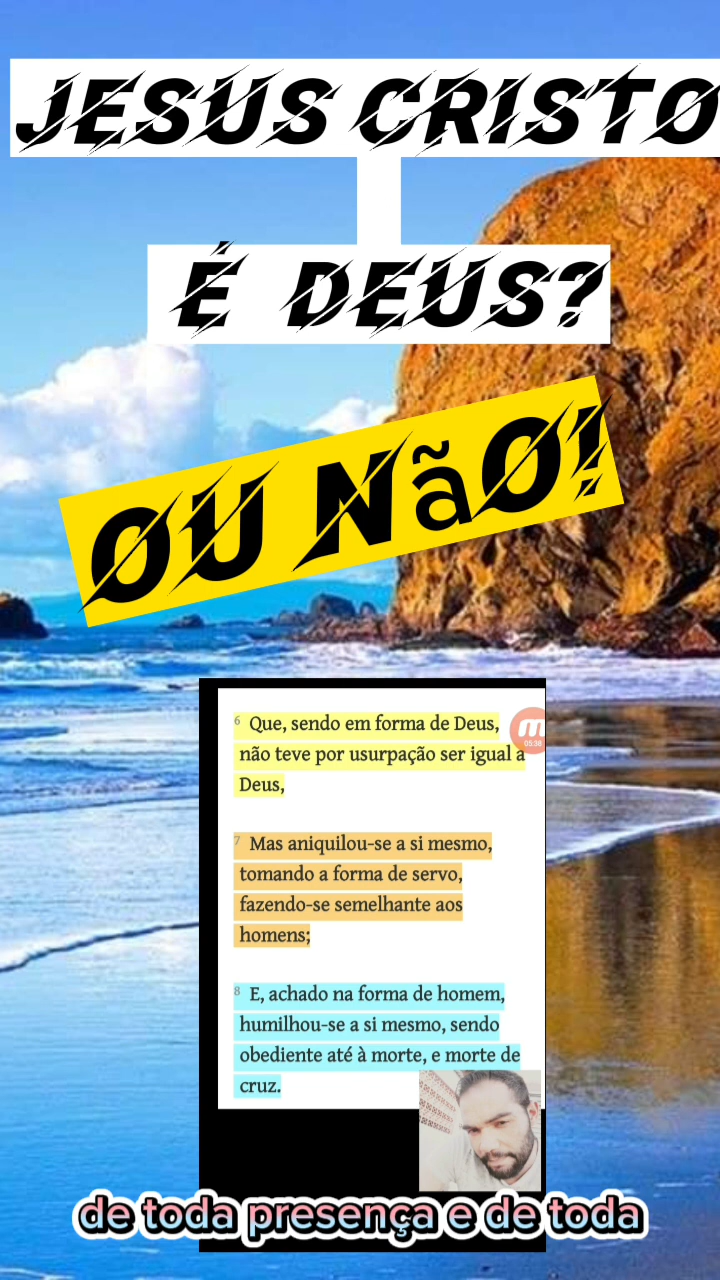 JESUS CRISTO
É DEUS?
OU NãO!
6 Que, sendo em forma de Deus,
não teve por usurpação ser igual a
Deus,
7 Mas aniquilou-se a si mesmo,
tomando a forma de servo,
fazendo-se semelhante aos
homens;
8 E, achado na forma de homem,
humilhou-se a si mesmo, sendo
obediente até à morte, e morte de
cruz.
05:38
de toda presença e de toda